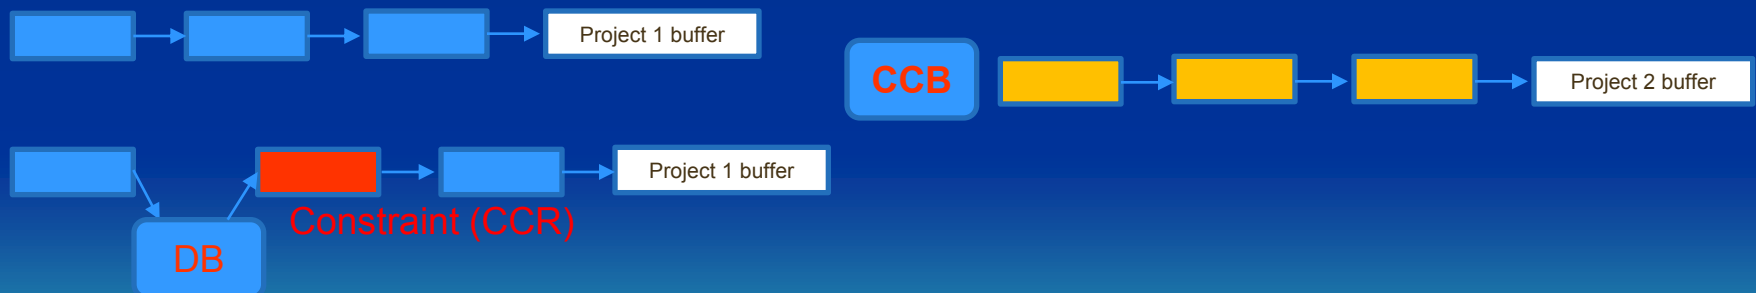 Project 1 buffer
CCB
Project 2 buffer
Project 1 buffer
Constraint (CCR)
DB